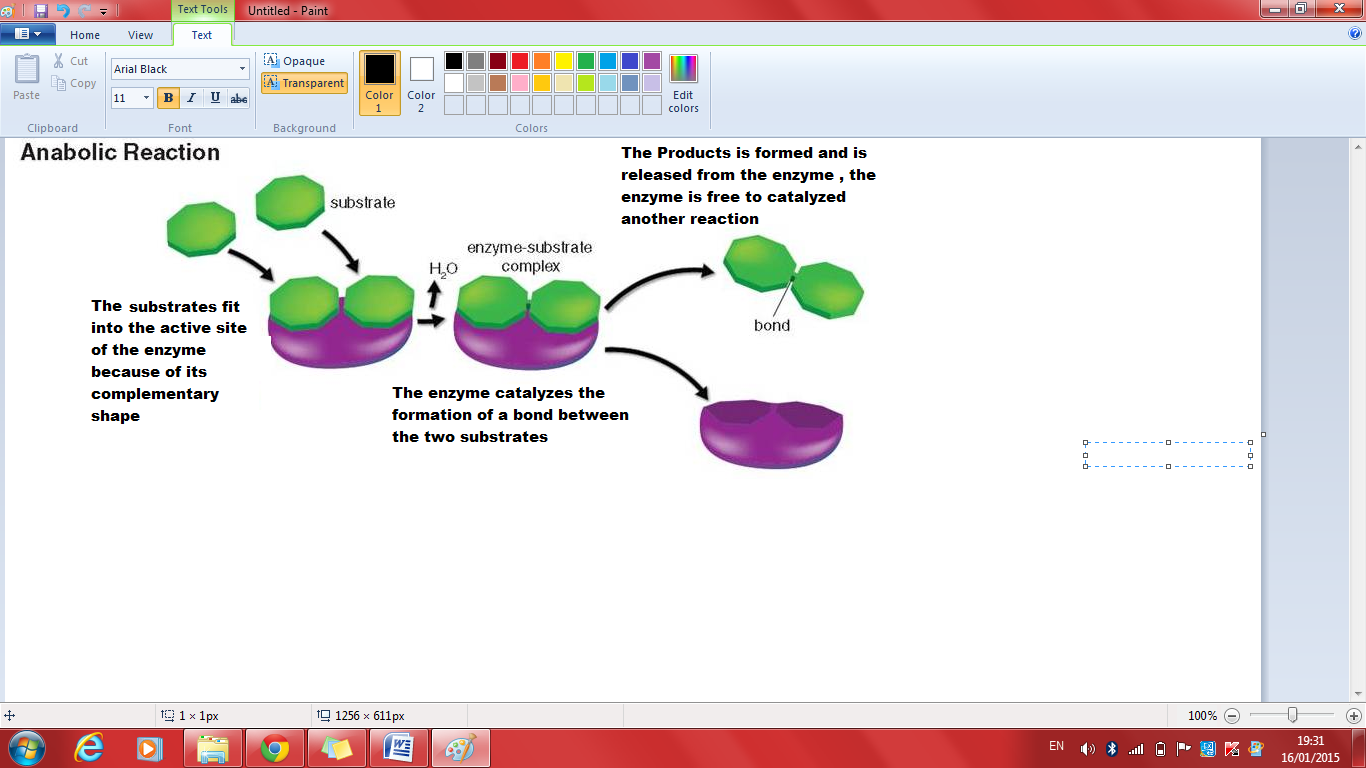 Text Tools
Untitled - Paint
Home
View
Text
Paste
Cut
Copy
Clipboard
Arial Black
11
B
I
U
abc
Font
A Opaque
A Transparent
Background
Color
1
Color
2
Colors
Edit
colors
Anabolic Reaction
substrate
The substrates fit
into the active site
of the enzyme
because of its
complementary
shape
H2O
enzyme-substrate
complex
The enzyme catalyzes the
formation of a bond between
the two substrates
The Products is formed and is
released from the enzyme , the
enzyme is free to catalyzed
another reaction
bond
1 × 1px
1256 × 611px
100%
EN
19:31
16/01/2015